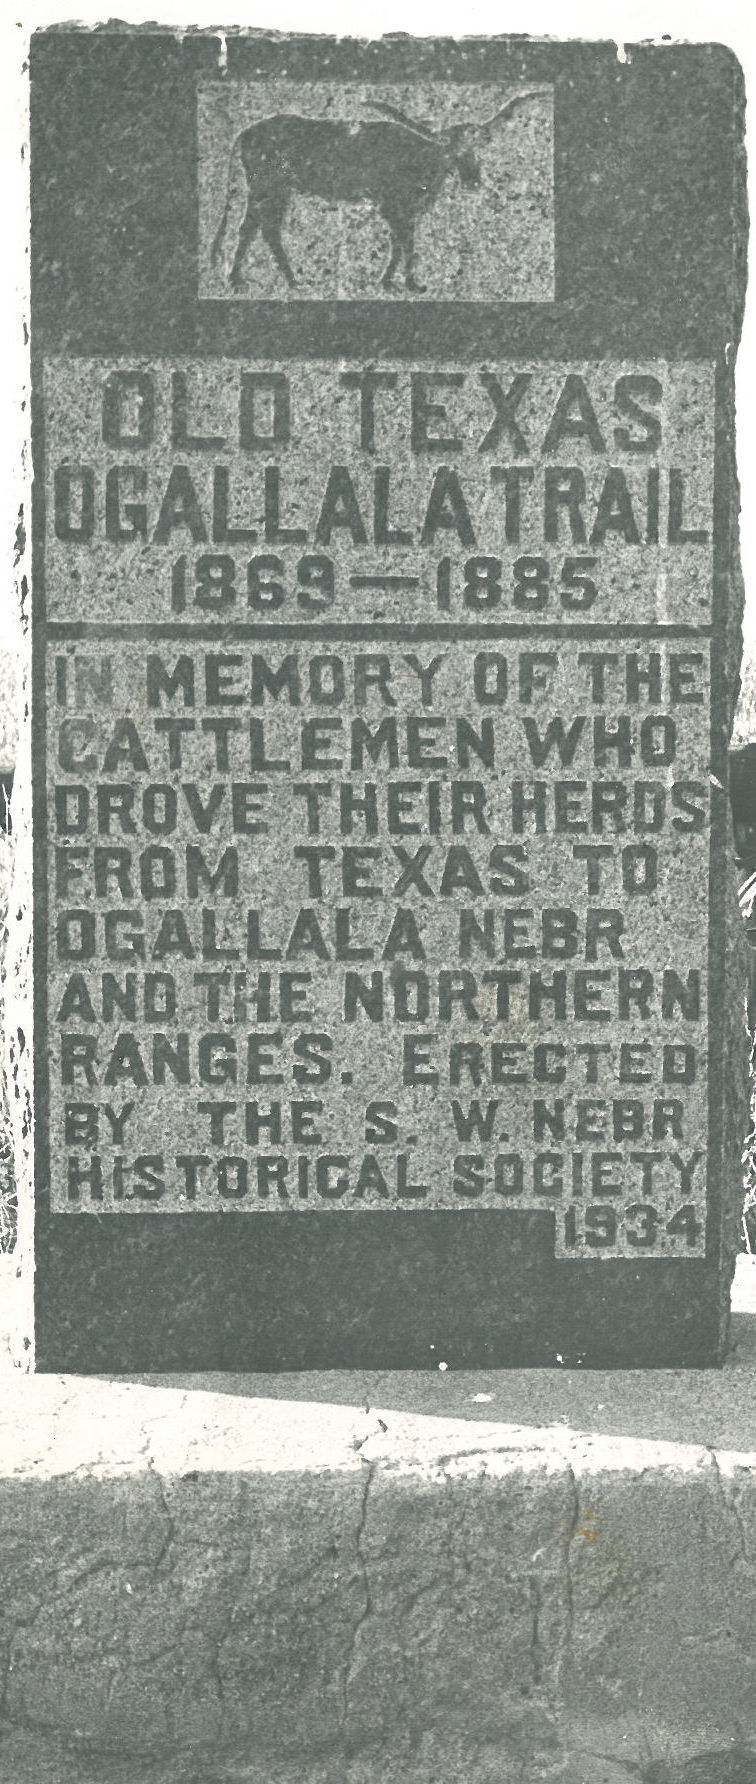 OLD TEXAS
OGALLALA TRAIL
1869—1885
IN MEMORY OF THE
CATTLEMEN WHO
DROVE THEIR HERDS
FROM TEXAS TO
OGALLALA NEBR
AND THE NORTHERN
RANGES. ERECTED
BY THE S. W. NEBR
HISTORICAL SOCIETY
1934